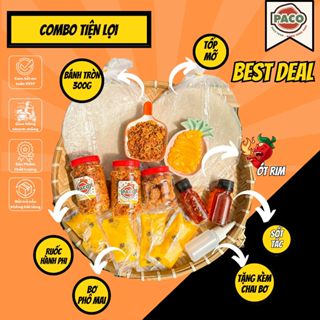 COMBO TIỆN LỢI
PACO
BEST DEAL
TÓP
MỠ
BÁNH TRÒN
300G
ỚT RIM
SỐT
TẮC
TẶNG KÈM
CHAI BƠ
BƠ
PHÔ MAI
RUỐC
HÀNH PHI